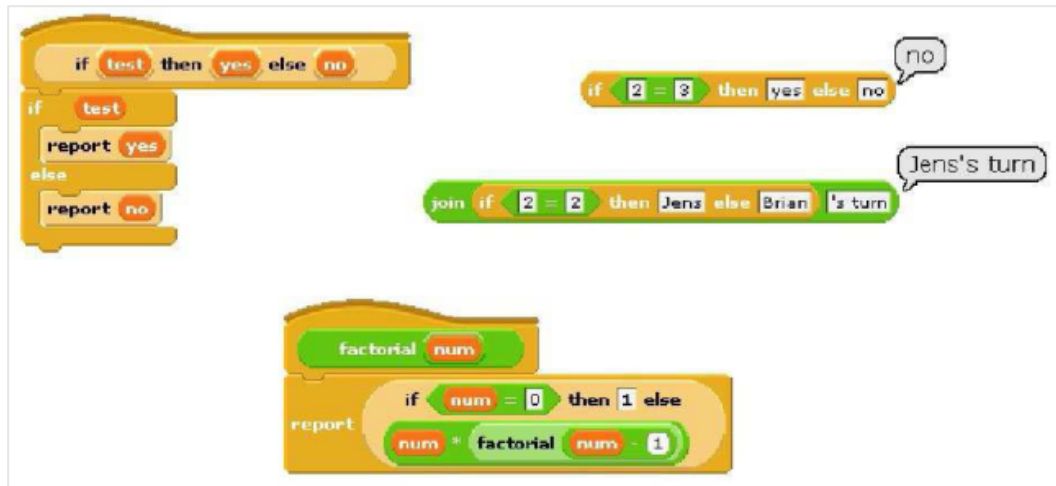 if test then yes else no
if test
report yes
else
report no
if 2 = 3 then yes else no
no
join if 2 = 2 then Jens else Brian 's turn
Jens's turn
factorial num
report if num = 0 then 1 else
num * factorial num - 1